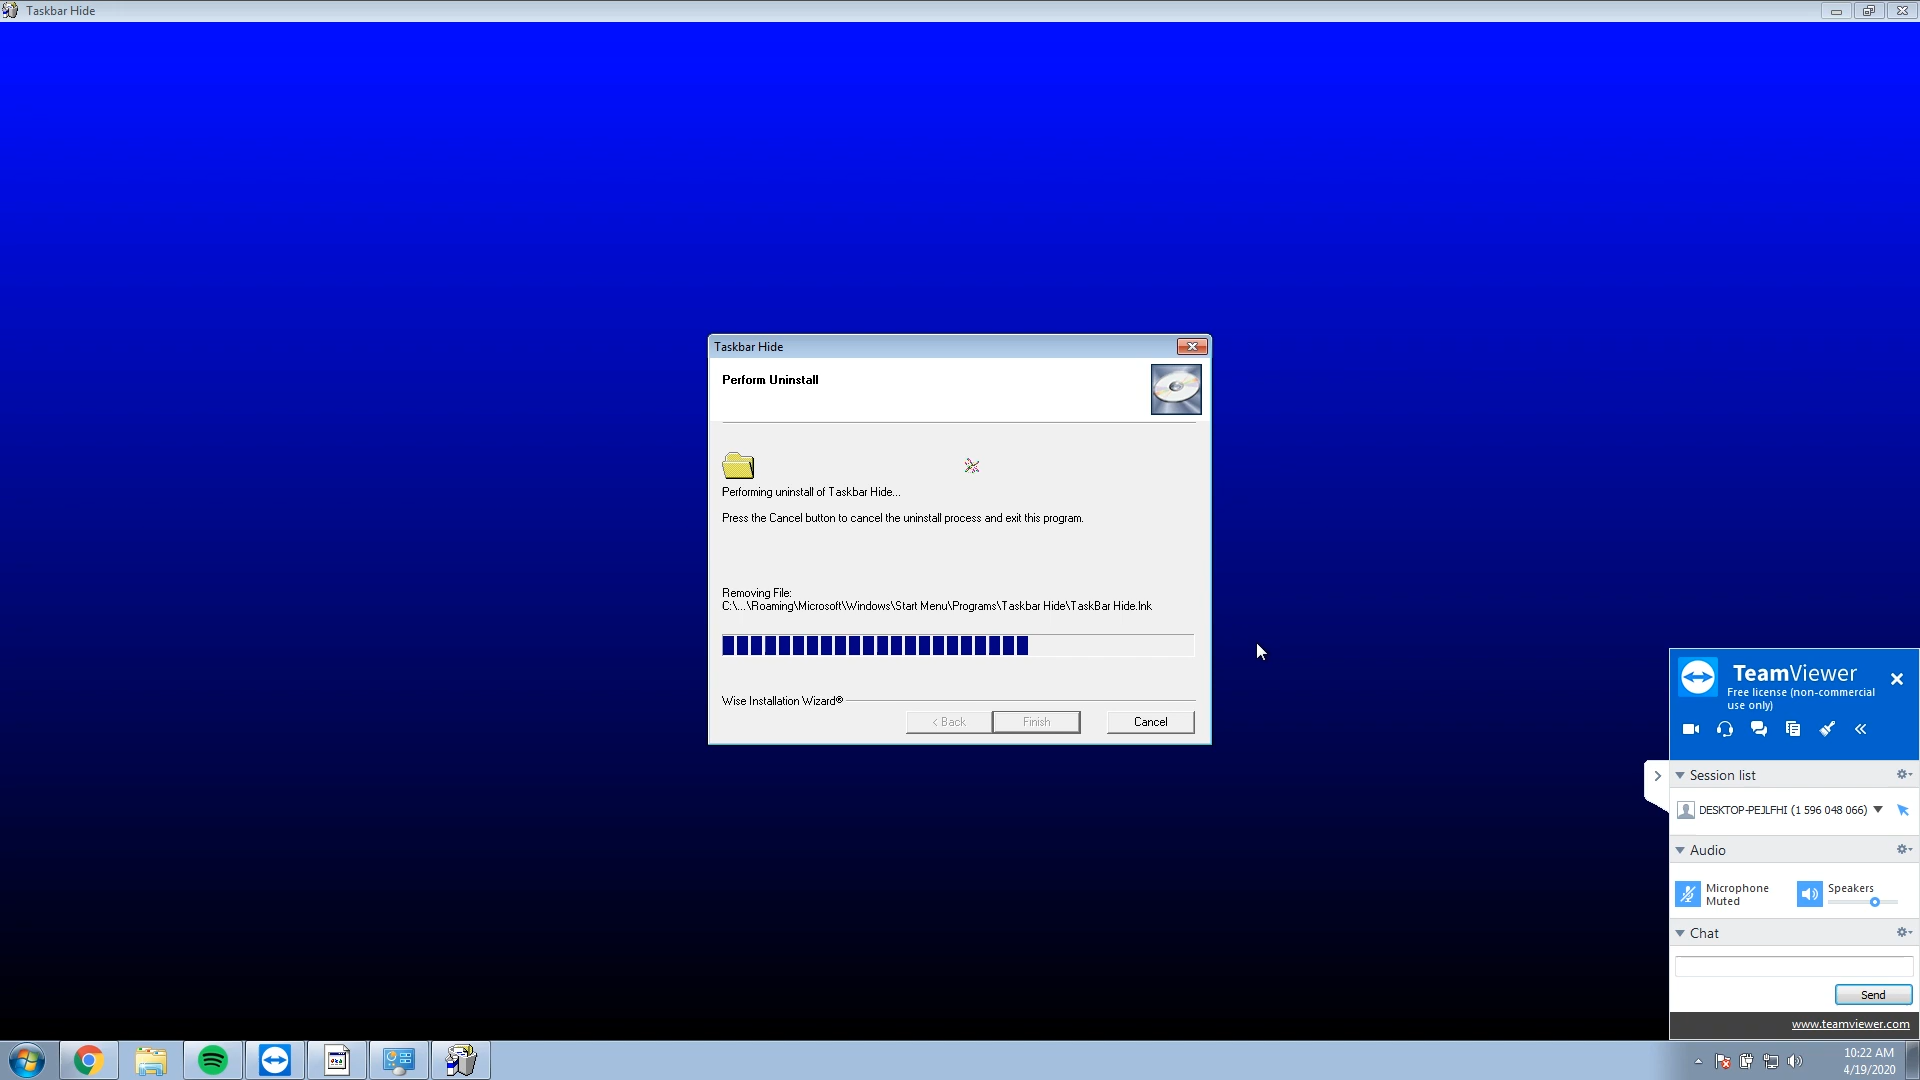 Taskbar Hide
Taskbar Hide
Perform Uninstall
Performing uninstall of Taskbar Hide...
Press the Cancel button to cancel the uninstall process and exit this program.
Removing File:
C:\...\Roaming\Microsoft\Windows\Start Menu\Programs\Taskbar Hide\TaskBar Hide.lnk
Wise Installation Wizard®
< Back
Finish
Cancel
TeamViewer
Free license (non-commercial
use only)
Session list
DESKTOP-PEJLFHI (1 596 048 066)
Audio
Microphone
Muted
Speakers
Chat
Send
www.teamviewer.com
10:22 AM
4/19/2020